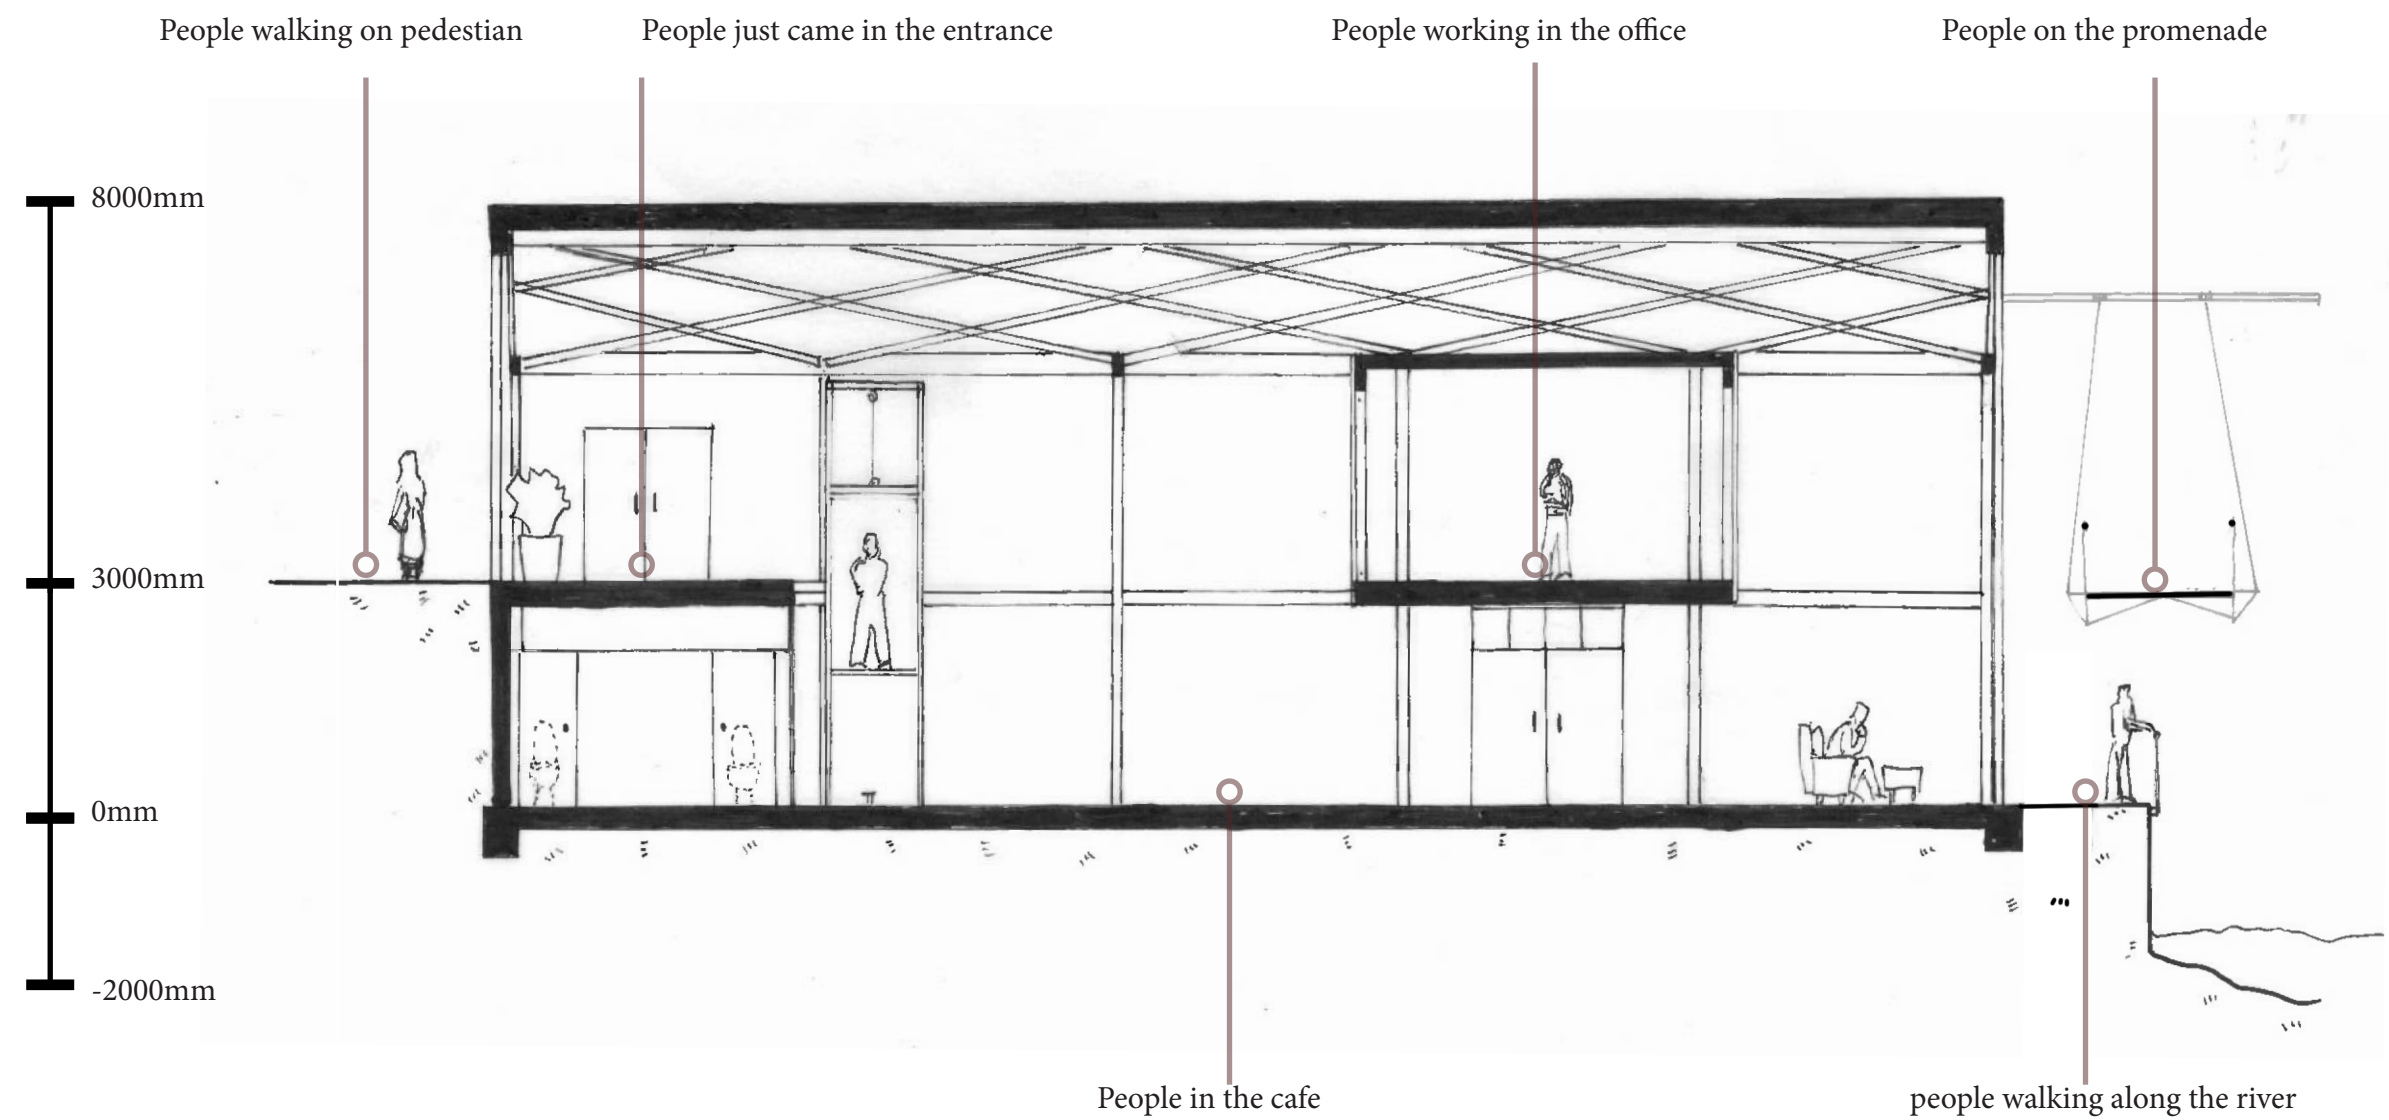 People walking on pedestian
People just came in the entrance
People working in the office
People on the promenade
8000mm
3000mm
0mm
-2000mm
People in the cafe
people walking along the river